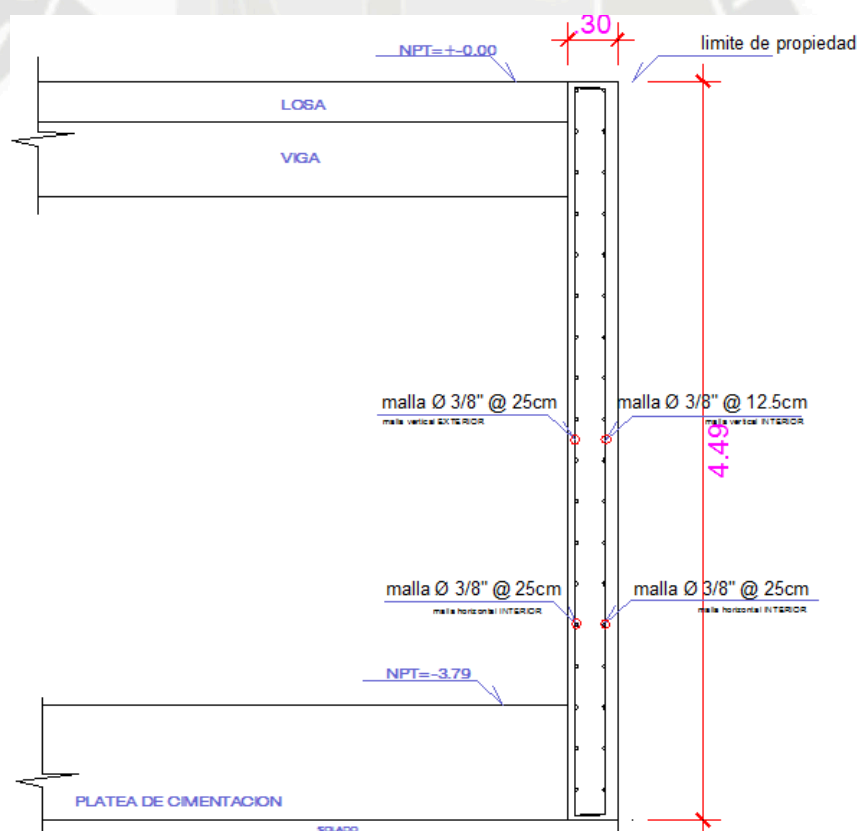 .30
limite de propiedad
NPT=+-0.00
LOSA
VIGA
malla Ø 3/8" @ 25cm
malla vertical EXTERIOR
malla Ø 3/8" @ 12.5cm
malla vertical INTERIOR
4.49
malla Ø 3/8" @ 25cm
malla horizontal INTERIOR
malla Ø 3/8" @ 25cm
malla horizontal INTERIOR
NPT=-3.79
PLATEA DE CIMENTACION